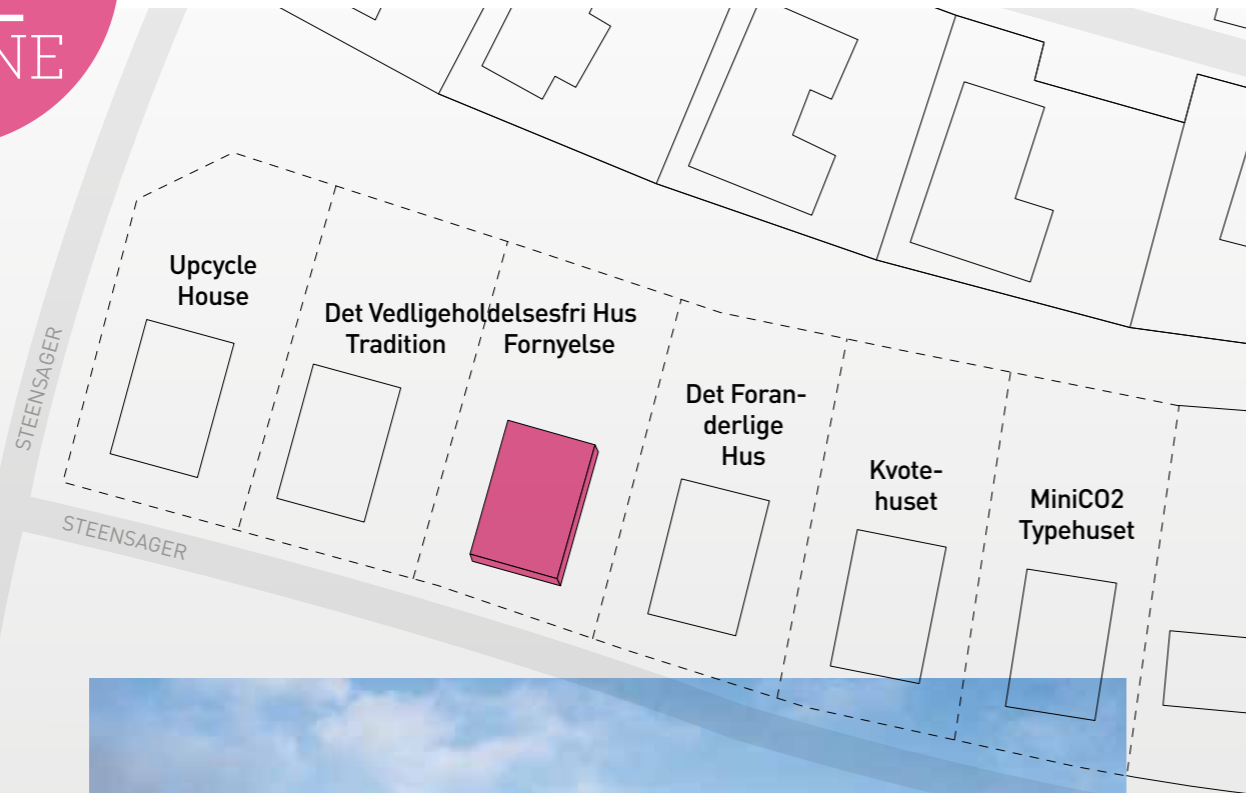 NE
Upcycle
House
Det Vedligeholdelsesfri Hus
Tradition Fornyelse
Det Foran-
derlige
Hus
Kvote-
huset
MiniCO2
Typehuset
STEENSAGER
STEENSAGER